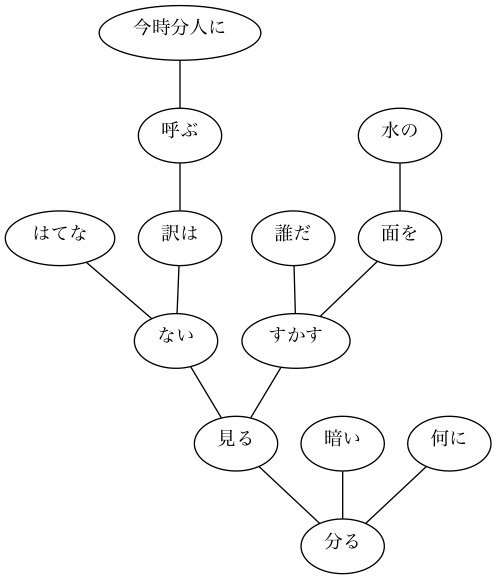 今時分人に
呼ぶ
水の
はてな
訳は
誰だ
面を
ない
すかす
見る
暗い
何に
分る